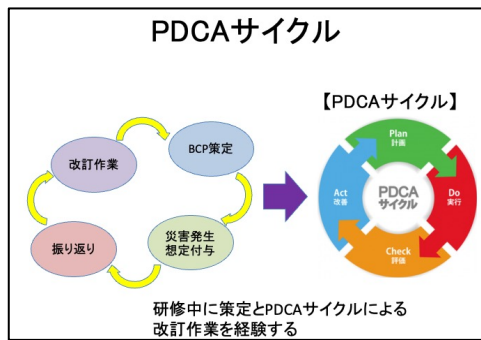 PDCAサイクル
改訂作業
BCP策定
振り返り
災害発生
想定付与
【PDCAサイクル】
Plan
計画
Do
実行
Check
評価
Act
改善
PDCA
サイクル
研修中に策定とPDCAサイクルによる
改訂作業を経験する